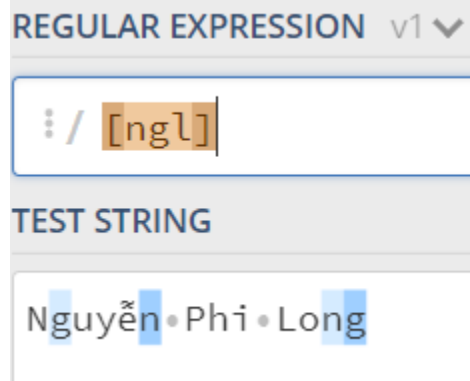 REGULAR EXPRESSION v1
/ [ngl]
TEST STRING
Nguyễn·Phi·Long